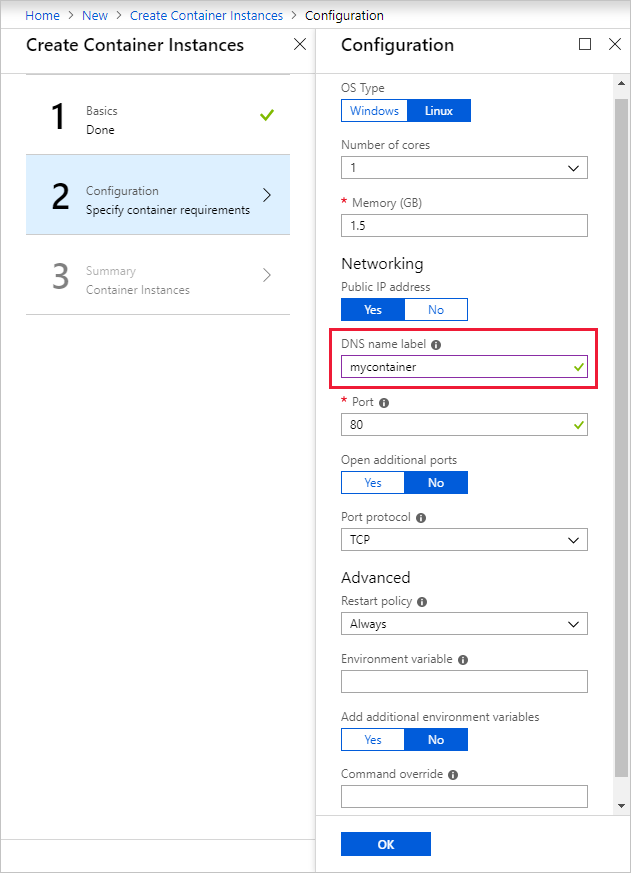 Home > New > Create Container Instances > Configuration
Create Container Instances
1
Basics
Done
2
Configuration
Specify container requirements
3
Summary
Container Instances
Configuration
OS Type
Windows Linux
Number of cores
1
* Memory (GB)
1.5
Networking
Public IP address
Yes No
DNS name label
mycontainer
* Port
80
Open additional ports
Yes No
Port protocol
TCP
Advanced
Restart policy
Always
Environment variable
Add additional environment variables
Yes No
Command override
OK